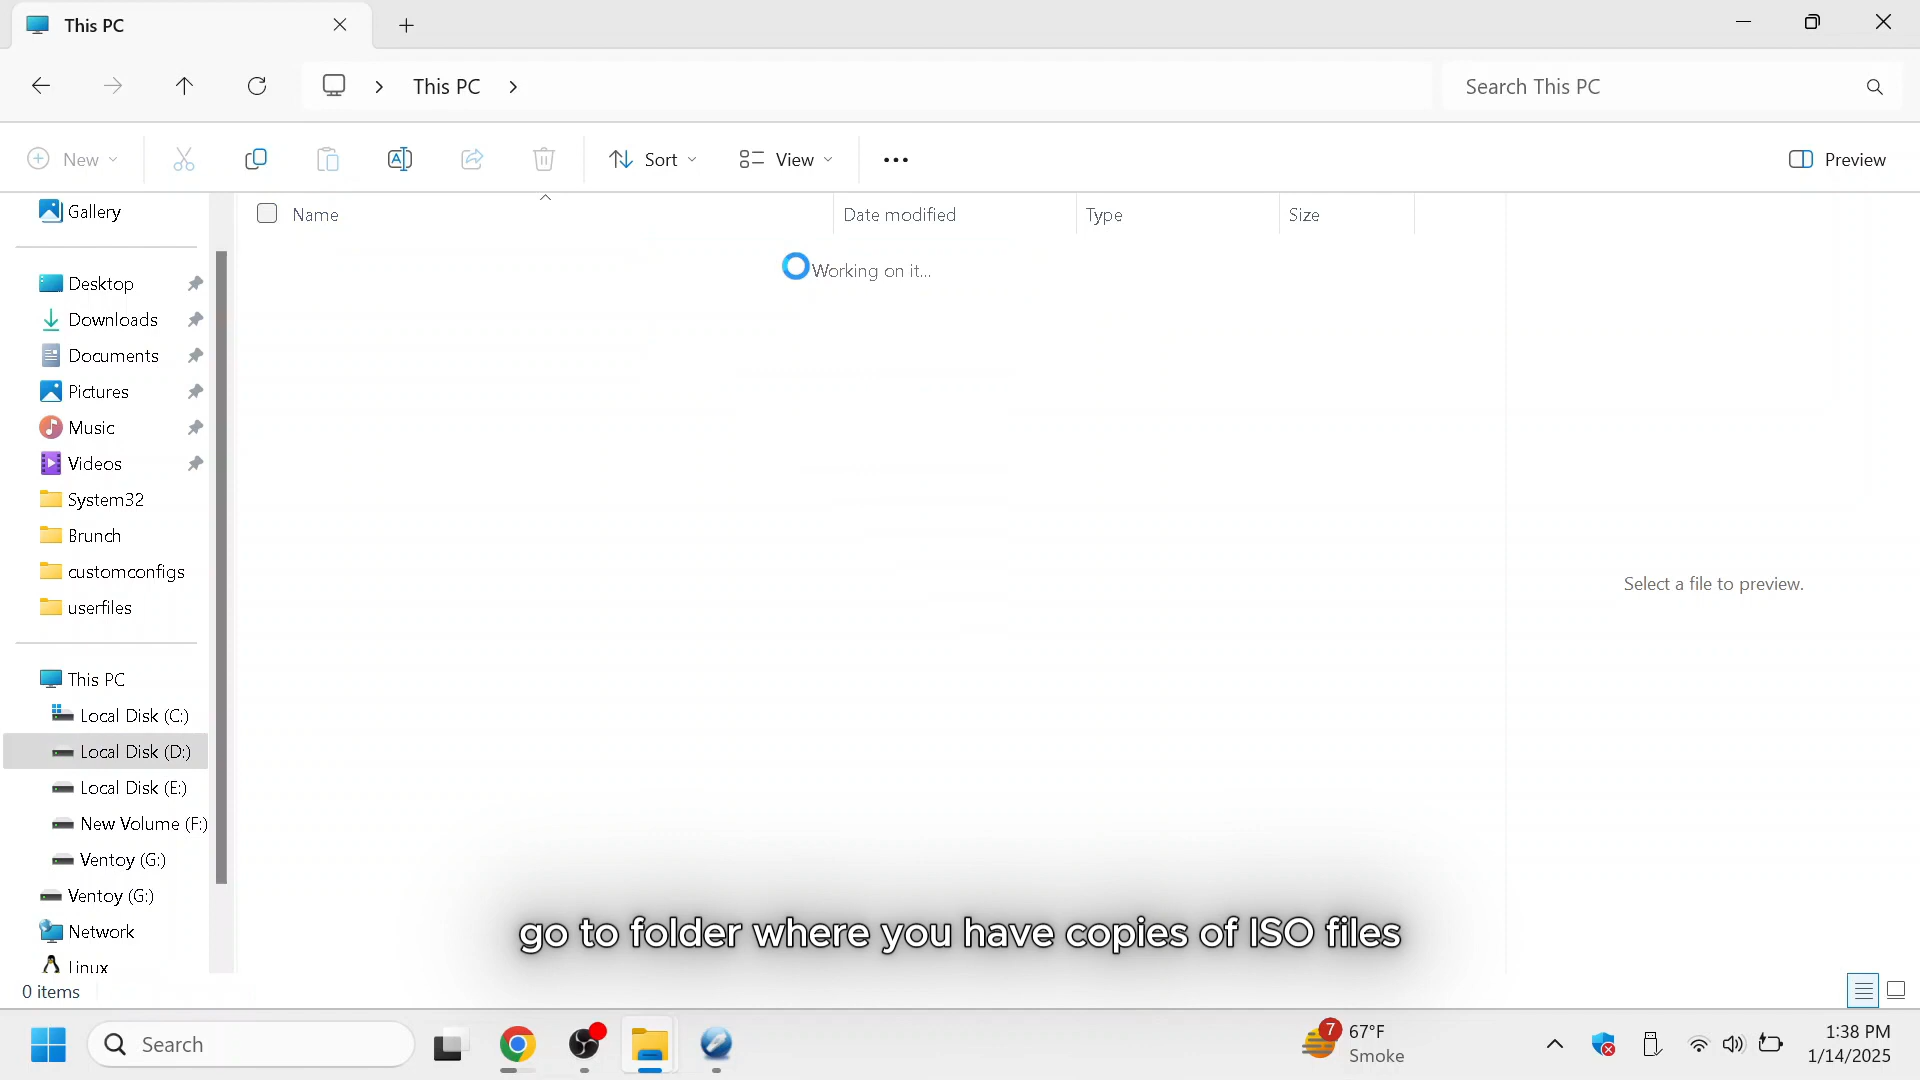 This PC
This PC
Search This PC
New
Sort
View
Preview
Gallery
Name
Date modified
Type
Size
Working on it...
Desktop
Downloads
Documents
Pictures
Music
Videos
System32
Brunch
customconfigs
userfiles
Select a file to preview.
This PC
Local Disk (C:)
Local Disk (D:)
Local Disk (E:)
New Volume (F:)
Ventoy (G:)
Ventoy (G:)
Network
Linux
go to folder where you have copies of ISO files
0 items
Search
7
67°F
Smoke
1:38 PM
1/14/2025